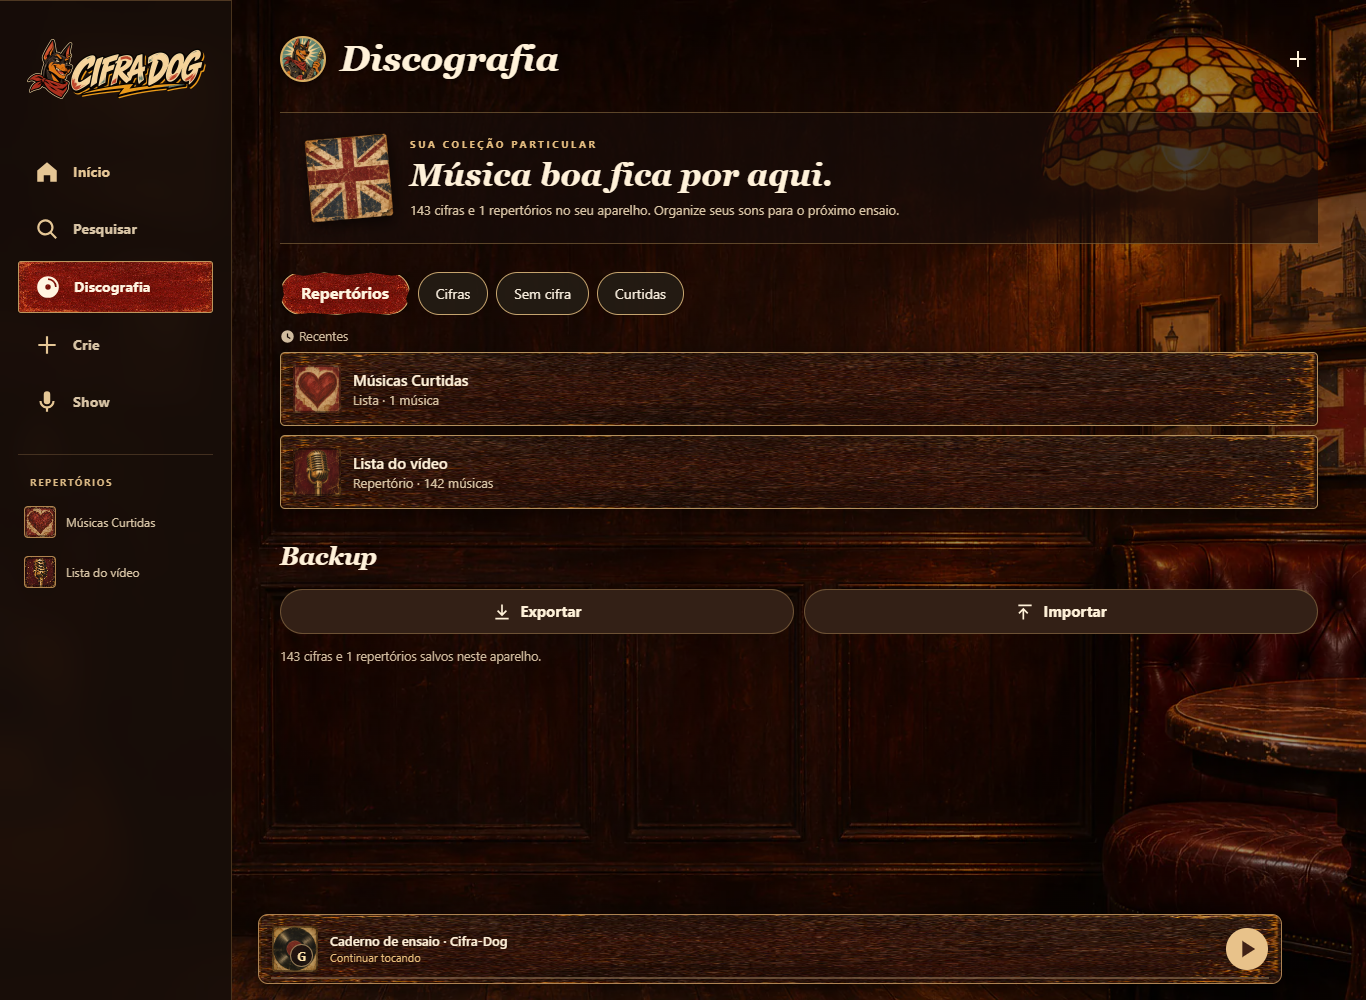 CIFRA DOG
Início
Pesquisar
Discografia
Crie
Show
REPERTÓRIOS
Músicas Curtidas
Lista do vídeo
Discografia
SUA COLEÇÃO PARTICULAR
Música boa fica por aqui.
143 cifras e 1 repertórios no seu aparelho. Organize seus sons para o próximo ensaio.
Repertórios
Cifras
Sem cifra
Curtidas
Recentes
Músicas Curtidas
Lista · 1 música
Lista do vídeo
Repertório · 142 músicas
Backup
Exportar
Importar
143 cifras e 1 repertórios salvos neste aparelho.
G
Caderno de ensaio · Cifra-Dog
Continuar tocando